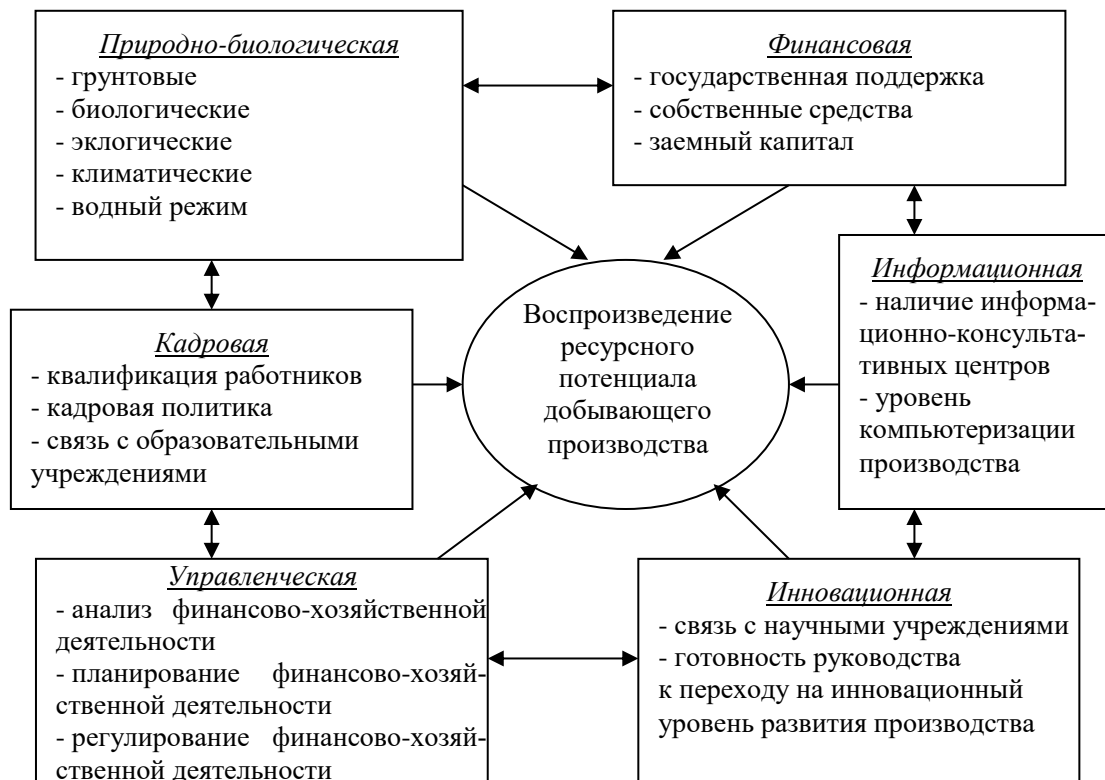 Природно-биологическая
- грунтовые
- биологические
- эклогические
- климатические
- водный режим
Финансовая
- государственная поддержка
- собственные средства
- заемный капитал
Кадровая
- квалификация работников
- кадровая политика
- связь с образовательными
учреждениями
Воспроизведение
ресурсного
потенциала
добывающего
производства
Информационная
- наличие информа-
ционно-консульта-
тивных центров
- уровень
компьютеризации
производства
Управленческая
- анализ финансово-хозяйственной
деятельности
- планирование финансово-хозяй-
ственной деятельности
- регулирование финансово-хозяй-
ственной деятельности
Инновационная
- связь с научными учреждениями
- готовность руководства
к переходу на инновационный
уровень развития производства